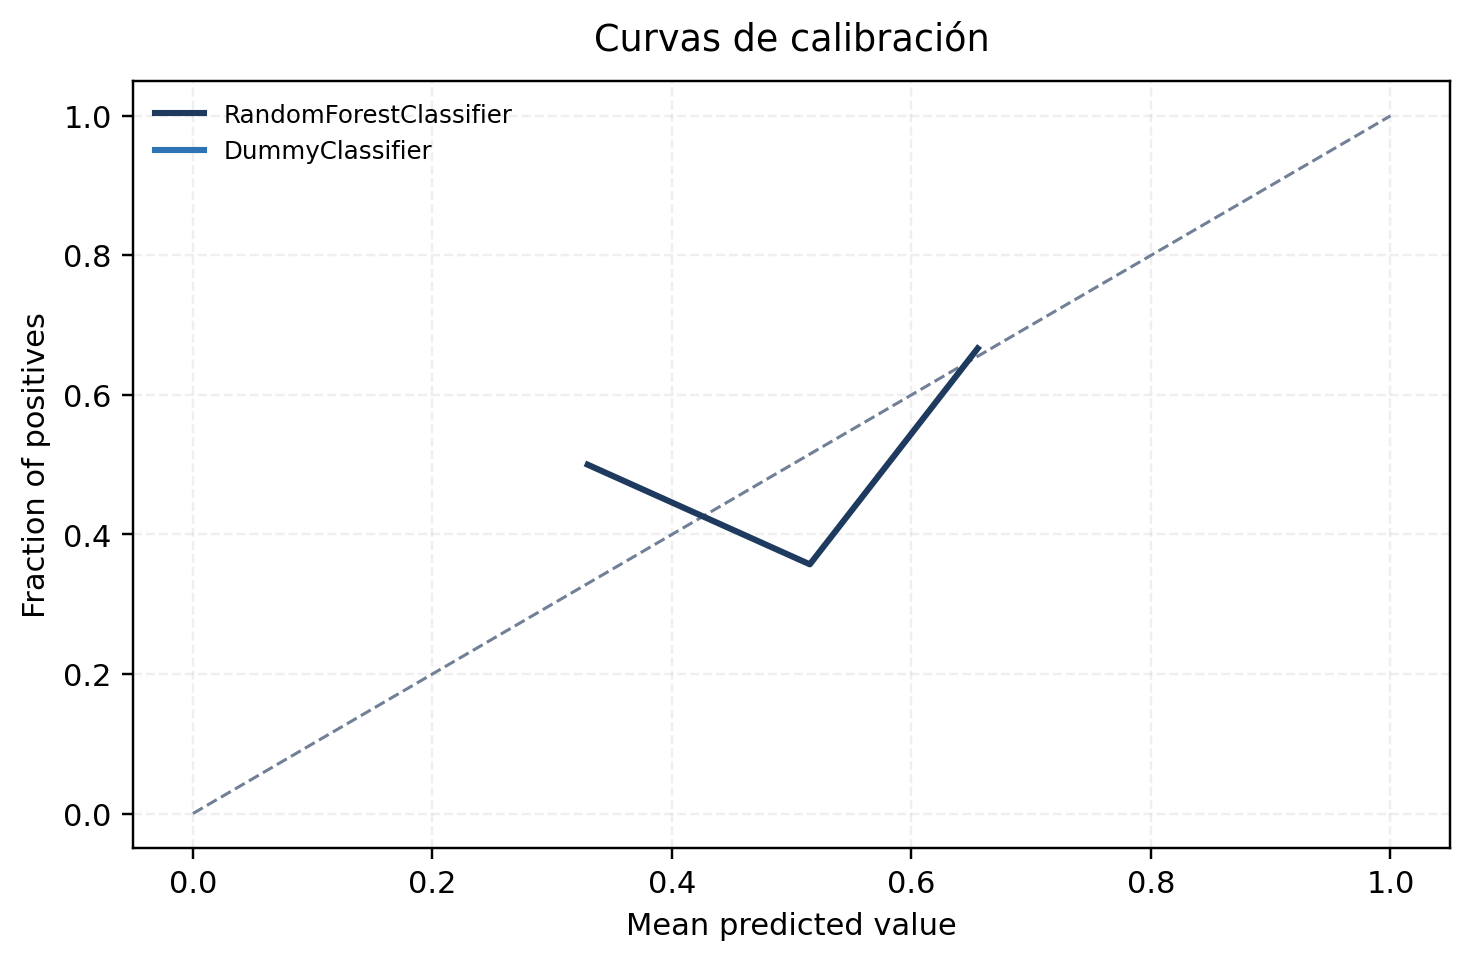 Curvas de calibración
RandomForestClassifier
DummyClassifier
1.0
0.8
0.6
0.4
0.2
0.0
Fraction of positives
0.0 0.2 0.4 0.6 0.8 1.0
Mean predicted value